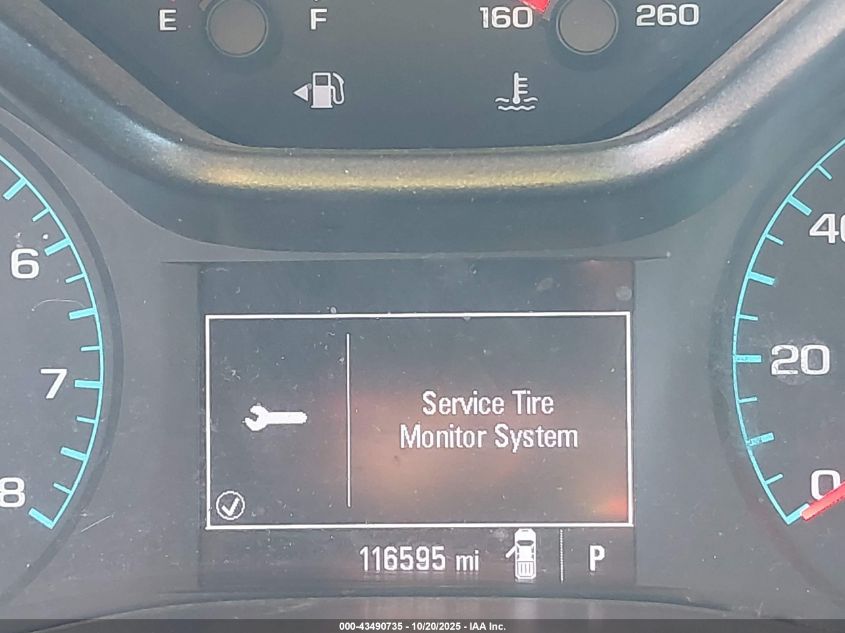 E F 160 260
6
7
8
40
20
0
Service Tire
Monitor System
116595 mi P
000-43490735 - 10/20/2025 - IAA Inc.